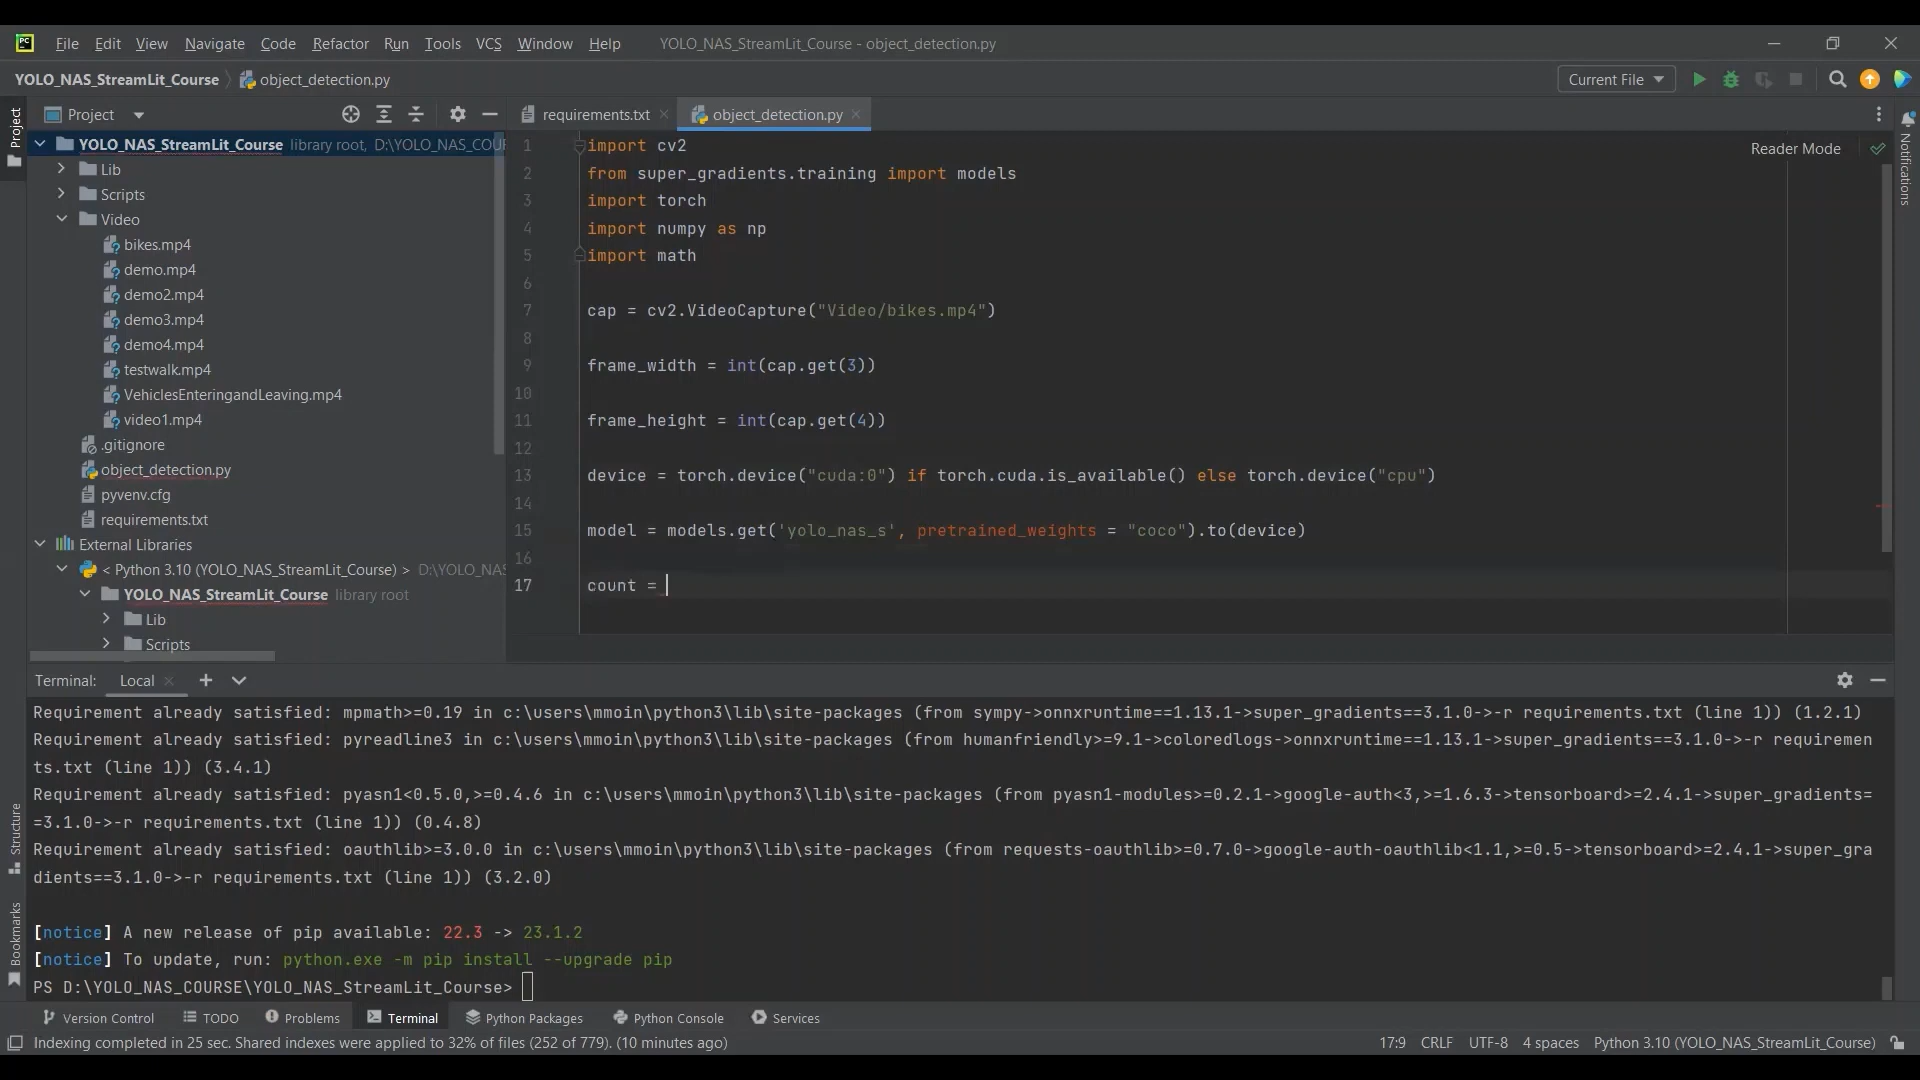 PC File Edit View Navigate Code Refactor Run Tools VCS Window Help YOLO_NAS_StreamLit_Course - object_detection.py
YOLO_NAS_StreamLit_Course object_detection.py Current File
Project requirements.txt object_detection.py
Project
Notifications
Reader Mode
YOLO_NAS_StreamLit_Course library root, D:\YOLO_NAS_COUR
Lib
Scripts
Video
bikes.mp4
demo.mp4
demo2.mp4
demo3.mp4
demo4.mp4
testwalk.mp4
VehiclesEnteringandLeaving.mp4
video1.mp4
.gitignore
object_detection.py
pyvenv.cfg
requirements.txt
External Libraries
< Python 3.10 (YOLO_NAS_StreamLit_Course) > D:\YOLO_NAS
YOLO_NAS_StreamLit_Course library root
Lib
Scripts
1 import cv2
2 from super_gradients.training import models
3 import torch
4 import numpy as np
5 import math
6
7 cap = cv2.VideoCapture("Video/bikes.mp4")
8
9 frame_width = int(cap.get(3))
10
11 frame_height = int(cap.get(4))
12
13 device = torch.device("cuda:0") if torch.cuda.is_available() else torch.device("cpu")
14
15 model = models.get('yolo_nas_s', pretrained_weights = "coco").to(device)
16
17 count =
Terminal: Local
Requirement already satisfied: mpmath>=0.19 in c:\users\mmoin\python3\lib\site-packages (from sympy->onnxruntime==1.13.1->super_gradients==3.1.0->-r requirements.txt (line 1)) (1.2.1)
Requirement already satisfied: pyreadline3 in c:\users\mmoin\python3\lib\site-packages (from humanfriendly>=9.1->coloredlogs->onnxruntime==1.13.1->super_gradients==3.1.0->-r requiremen
ts.txt (line 1)) (3.4.1)
Requirement already satisfied: pyasn1<0.5.0,>=0.4.6 in c:\users\mmoin\python3\lib\site-packages (from pyasn1-modules>=0.2.1->google-auth<3,>=1.6.3->tensorboard>=2.4.1->super_gradients=
=3.1.0->-r requirements.txt (line 1)) (0.4.8)
Requirement already satisfied: oauthlib>=3.0.0 in c:\users\mmoin\python3\lib\site-packages (from requests-oauthlib>=0.7.0->google-auth-oauthlib<1.1,>=0.5->tensorboard>=2.4.1->super_gra
dients==3.1.0->-r requirements.txt (line 1)) (3.2.0)
[notice] A new release of pip available: 22.3 -> 23.1.2
[notice] To update, run: python.exe -m pip install --upgrade pip
PS D:\YOLO_NAS_COURSE\YOLO_NAS_StreamLit_Course>
Structure
Bookmarks
Version Control TODO Problems Terminal Python Packages Python Console Services
Indexing completed in 25 sec. Shared indexes were applied to 32% of files (252 of 779). (10 minutes ago) 17:9 CRLF UTF-8 4 spaces Python 3.10 (YOLO_NAS_StreamLit_Course)